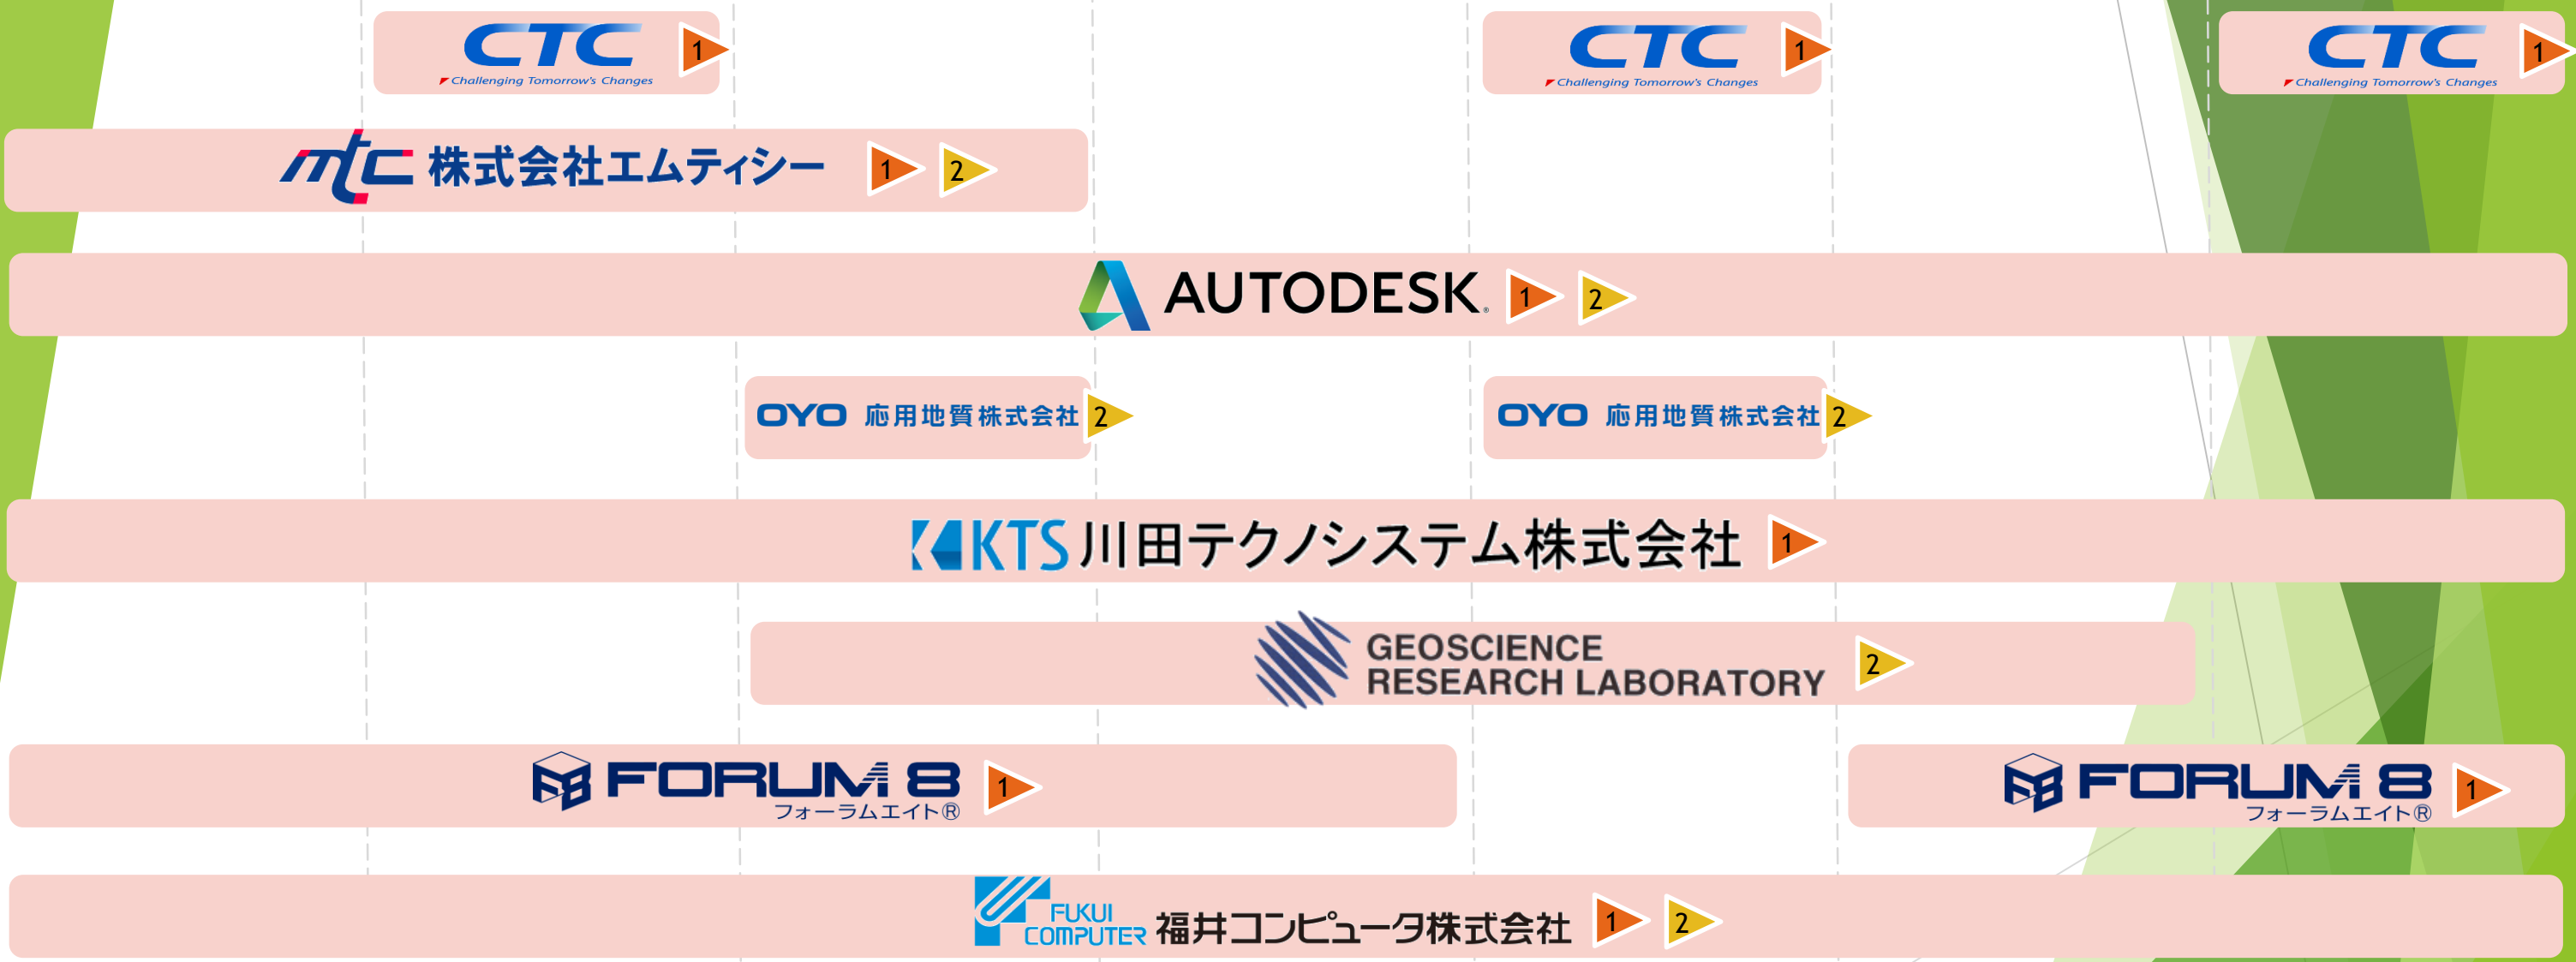 CTC 1 CTC 1 CTC 1
Challenging Tomorrow's Changes Challenging Tomorrow's Changes Challenging Tomorrow's Changes
mtc 株式会社エムティシー 1 2
AUTODESK® 1 2
OYO 応用地質株式会社 2 OYO 応用地質株式会社 2
KTS 川田テクノシステム株式会社 1
GEOSCIENCE
RESEARCH LABORATORY 2
F8 FORUM 8 1 F8 FORUM 8 1
フォーラムエイト® フォーラムエイト®
FUKUI
COMPUTER 福井コンピュータ株式会社 1 2